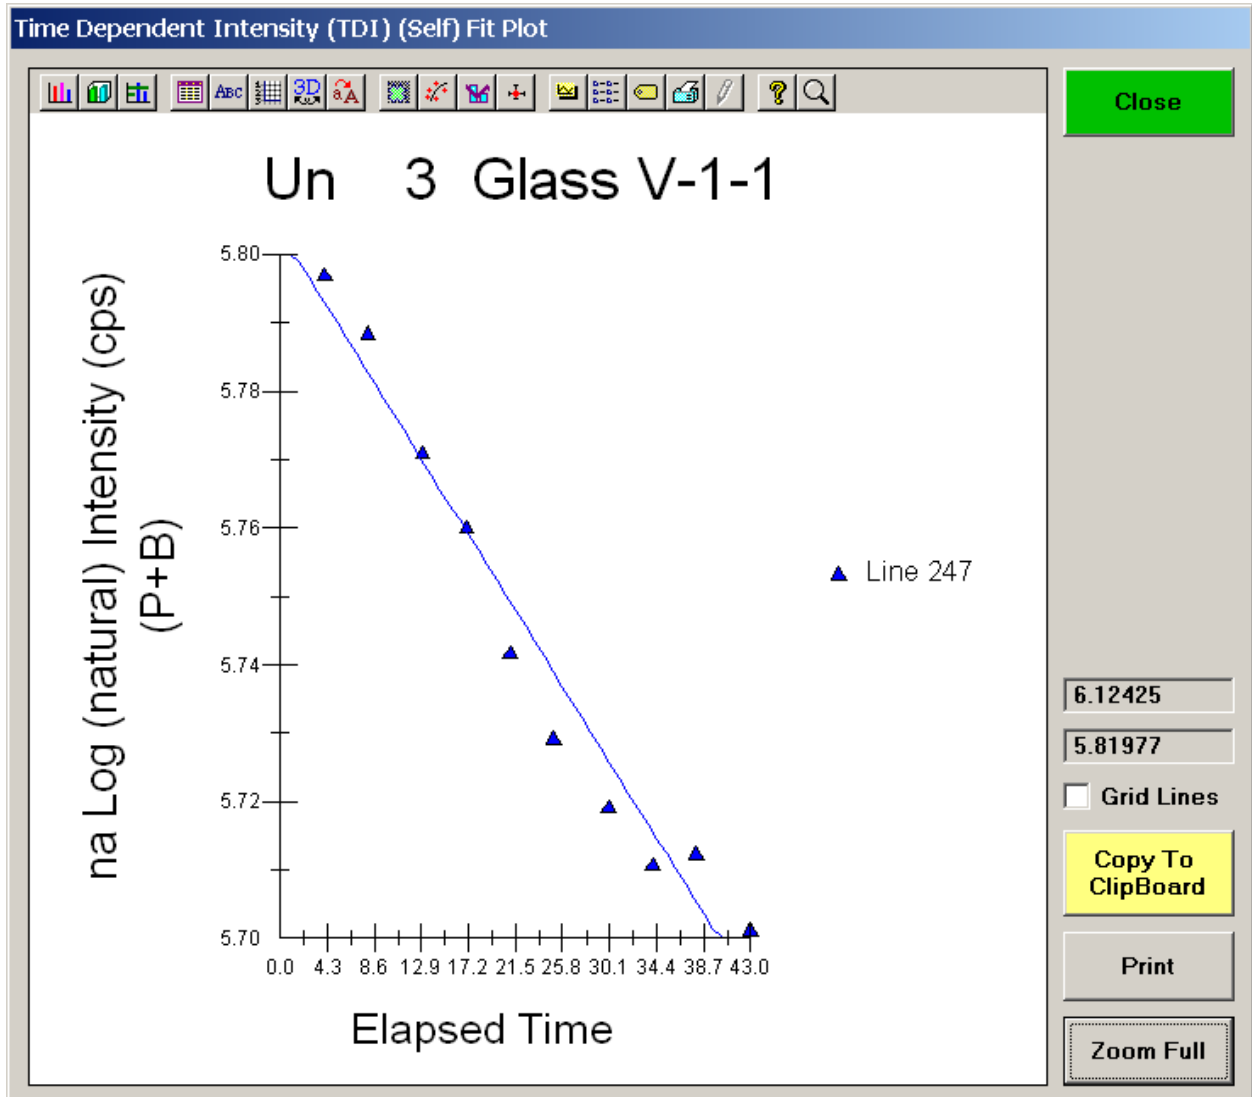 Time Dependent Intensity (TDI) (Self) Fit Plot
ABC
3D
aA
?
Close
Un 3 Glass V-1-1
na Log (natural) Intensity (cps)
(P+B)
5.80
5.78
5.76
5.74
5.72
5.70
0.0 4.3 8.6 12.9 17.2 21.5 25.8 30.1 34.4 38.7 43.0
Elapsed Time
Line 247
6.12425
5.81977
Grid Lines
Copy To
ClipBoard
Print
Zoom Full